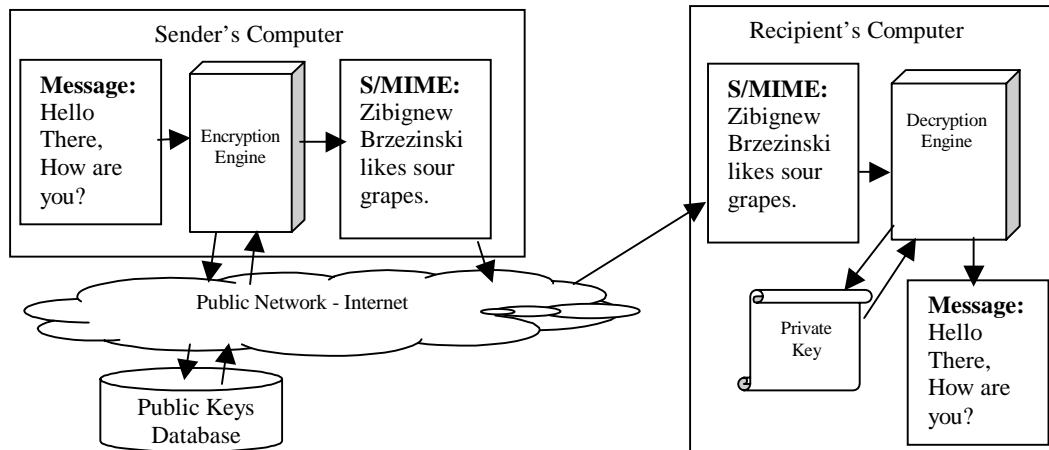 Sender's Computer
Message:
Hello
There,
How are
you?
Encryption
Engine
S/MIME:
Zibignew
Brzezinski
likes sour
grapes.
Public Network - Internet
Public Keys
Database
Recipient's Computer
S/MIME:
Zibignew
Brzezinski
likes sour
grapes.
Decryption
Engine
Private
Key
Message:
Hello
There,
How are
you?